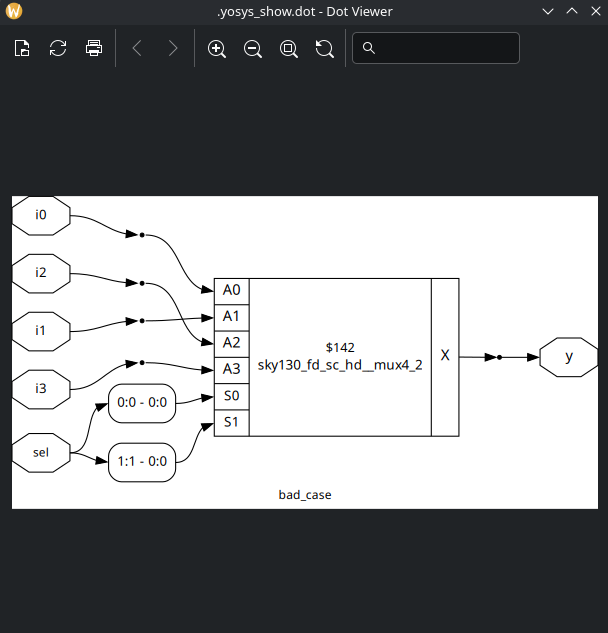 .yosys_show.dot - Dot Viewer
i0
i2
i1
i3
sel
0:0 - 0:0
1:1 - 0:0
A0
A1
A2
A3
S0
S1
$142
sky130_fd_sc_hd__mux4_2
X
y
bad_case